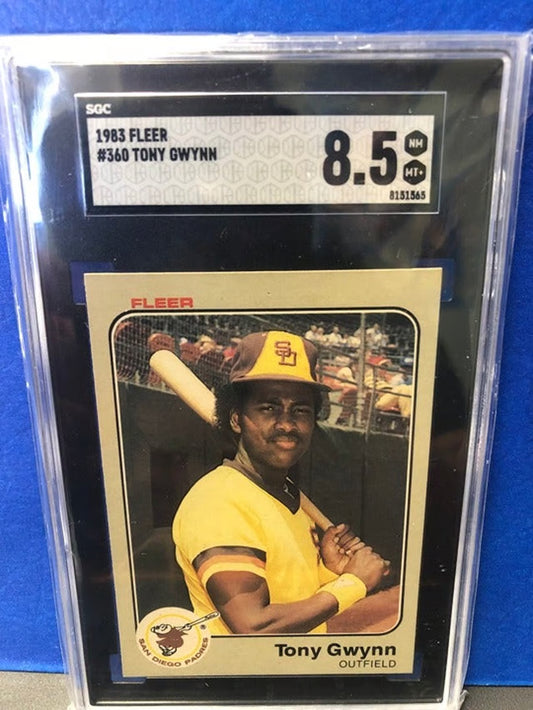 SGC
1983 FLEER
#360 TONY GWYNN
8.5
NM
MT+
8151565
FLEER
SD
SAN DIEGO PADRES®
Tony Gwynn
OUTFIELD